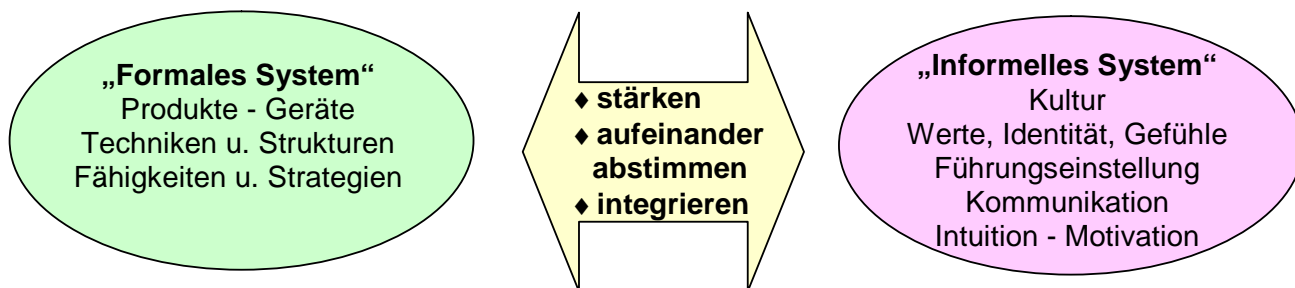 „Formales System“
Produkte - Geräte
Techniken u. Strukturen
Fähigkeiten u. Strategien
♦ stärken
♦ aufeinander
abstimmen
♦ integrieren
„Informelles System“
Kultur
Werte, Identität, Gefühle
Führungseinstellung
Kommunikation
Intuition - Motivation